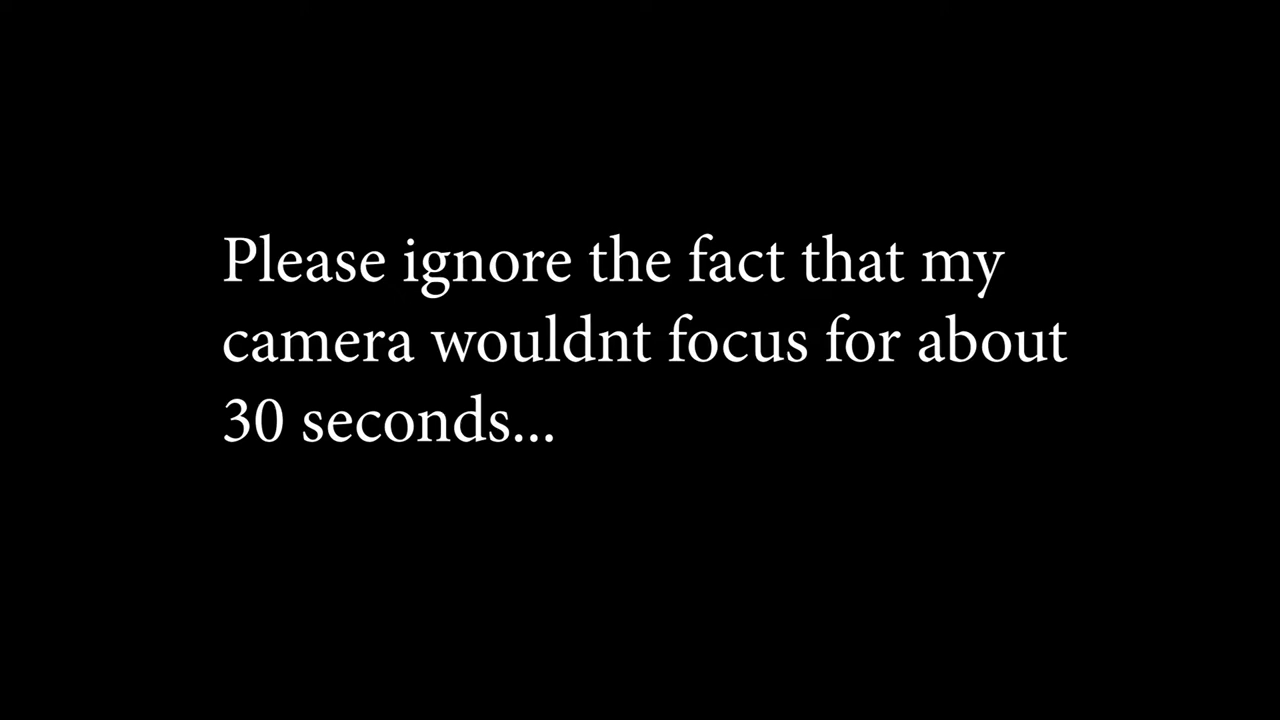 Please ignore the fact that my
camera wouldnt focus for about
30 seconds...